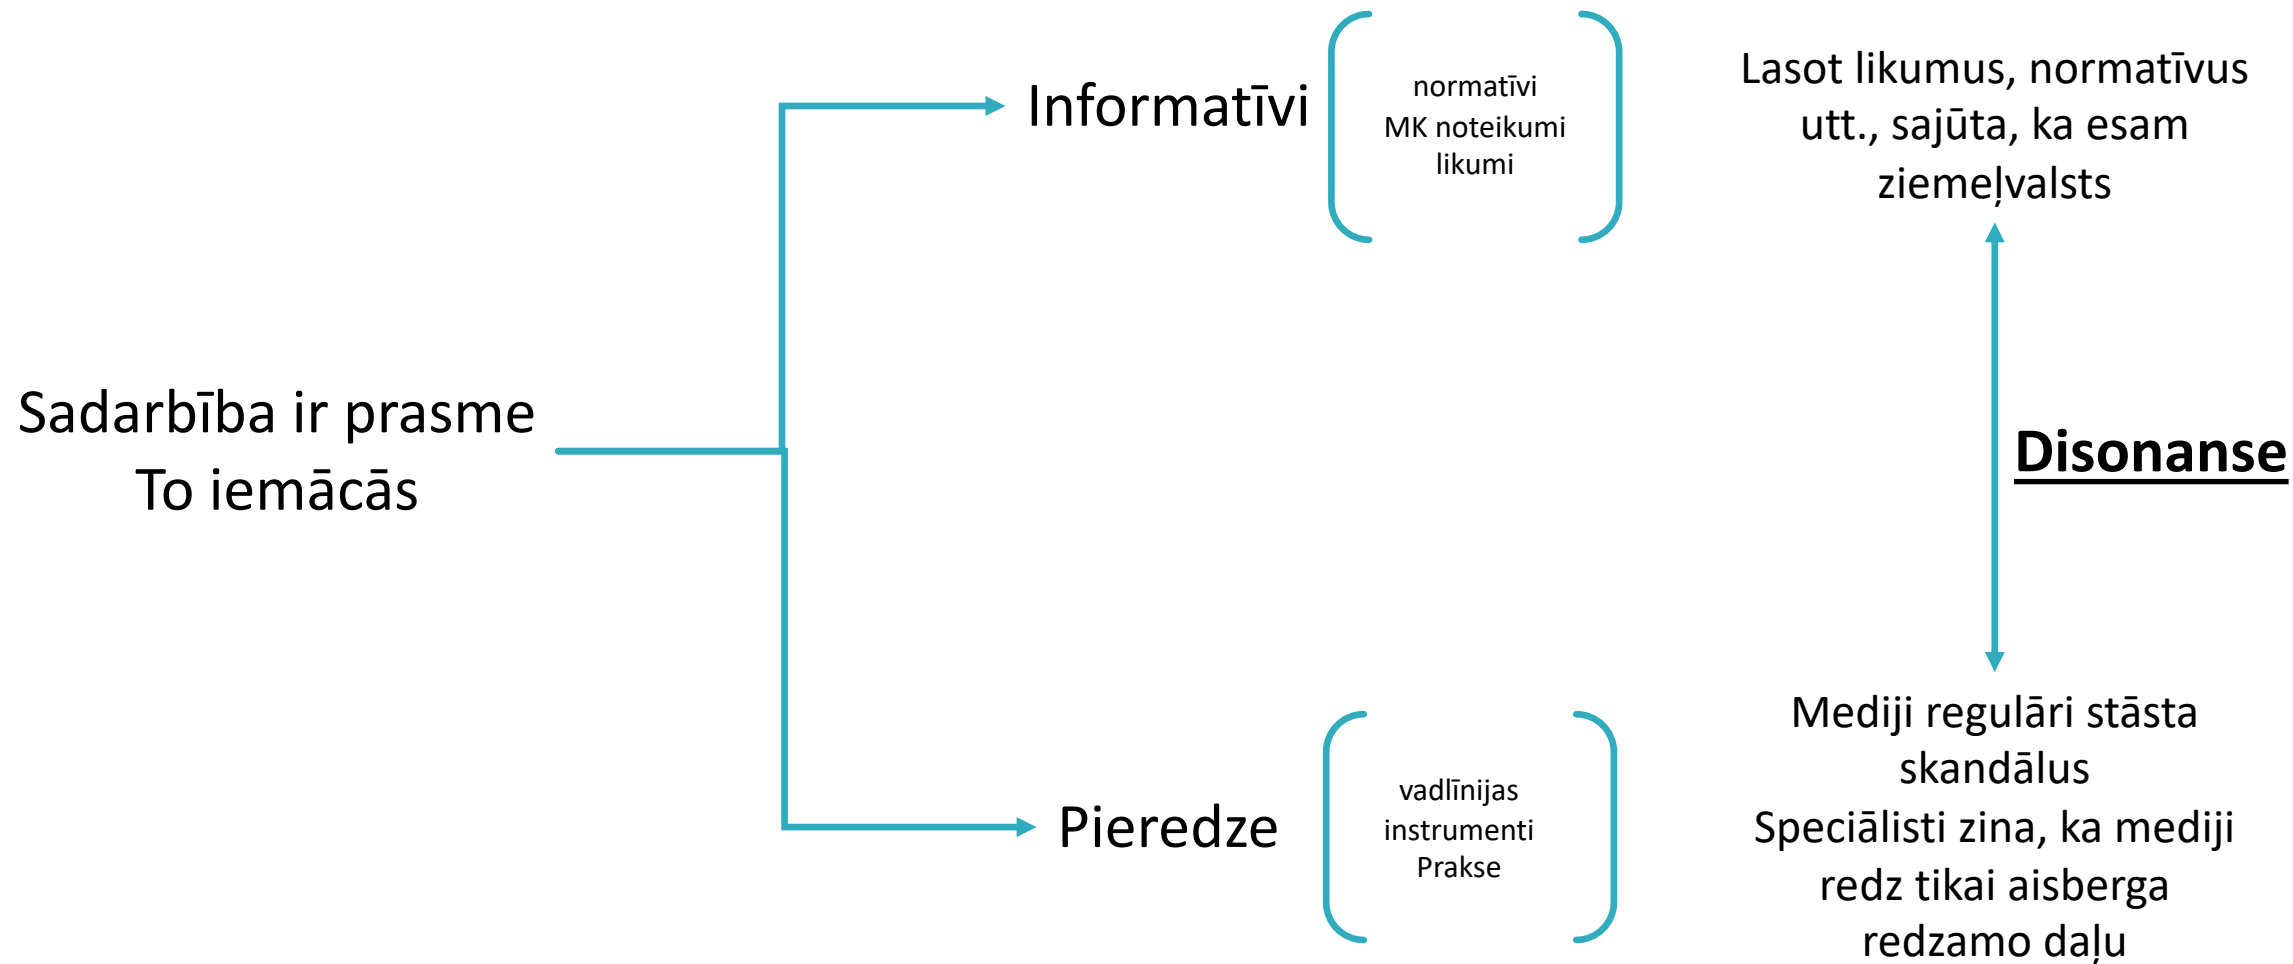 Sadarbība ir prasme
To iemācās
Informatīvi
normatīvi
MK noteikumi
likumi
Lasot likumus, normatīvus
utt., sajūta, ka esam
ziemeļvalsts
Disonanse
Pieredze
vadlīnijas
instrumenti
Prakse
Mediji regulāri stāsta
skandālus
Speciālisti zina, ka mediji
redz tikai aisberga
redzamo daļu